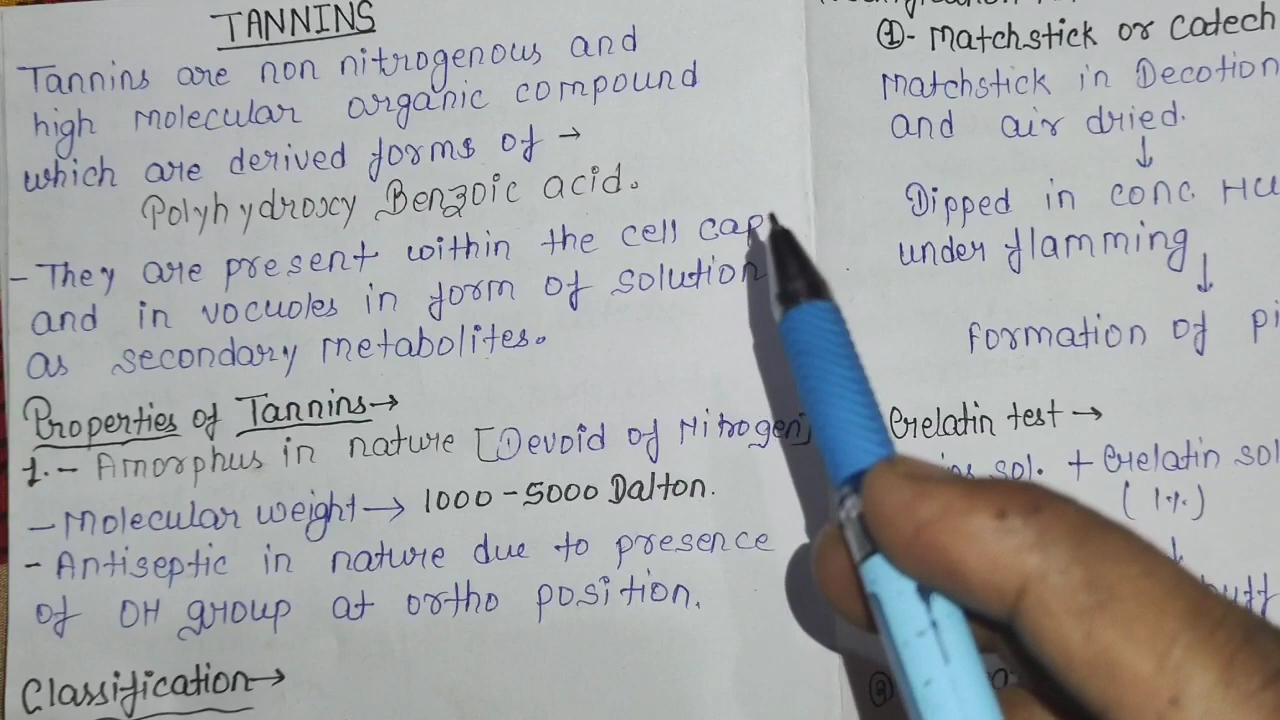 TANNINS
Tannins are non nitrogenous and
high molecular organic compound
which are derived forms of →
Polyhydroxy Benzoic acid.
- They are present within the cell cap
and in vocuoles in form of solution
as secondary metabolites.
Properties of Tannins→
1. - Amorphus in nature [Devoid of Nitrogen]
- Molecular weight → 1000 - 5000 Dalton.
- Antiseptic in nature due to presence
of OH group at ortho position.
Classification→
①- Matchstick or Catech
Matchstick in Decotion
and air dried.
↓
Dipped in conc. HCl
under flamming
↓
Formation of Pi
Gelatin test →
sol. + Gelatin sol
(1%)
↓